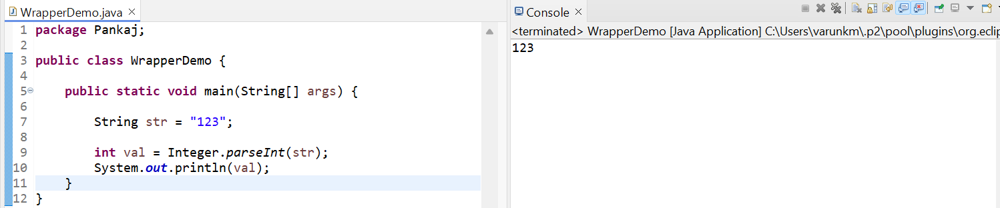 WrapperDemo.java
1 package Pankaj;
2
3 public class WrapperDemo {
4
5 public static void main(String[] args) {
6
7 String str = "123";
8
9 int val = Integer.parseInt(str);
10 System.out.println(val);
11 }
12 }
Console
<terminated> WrapperDemo [Java Application] C:\Users\varunkm\.p2\pool\plugins\org.eclip
123